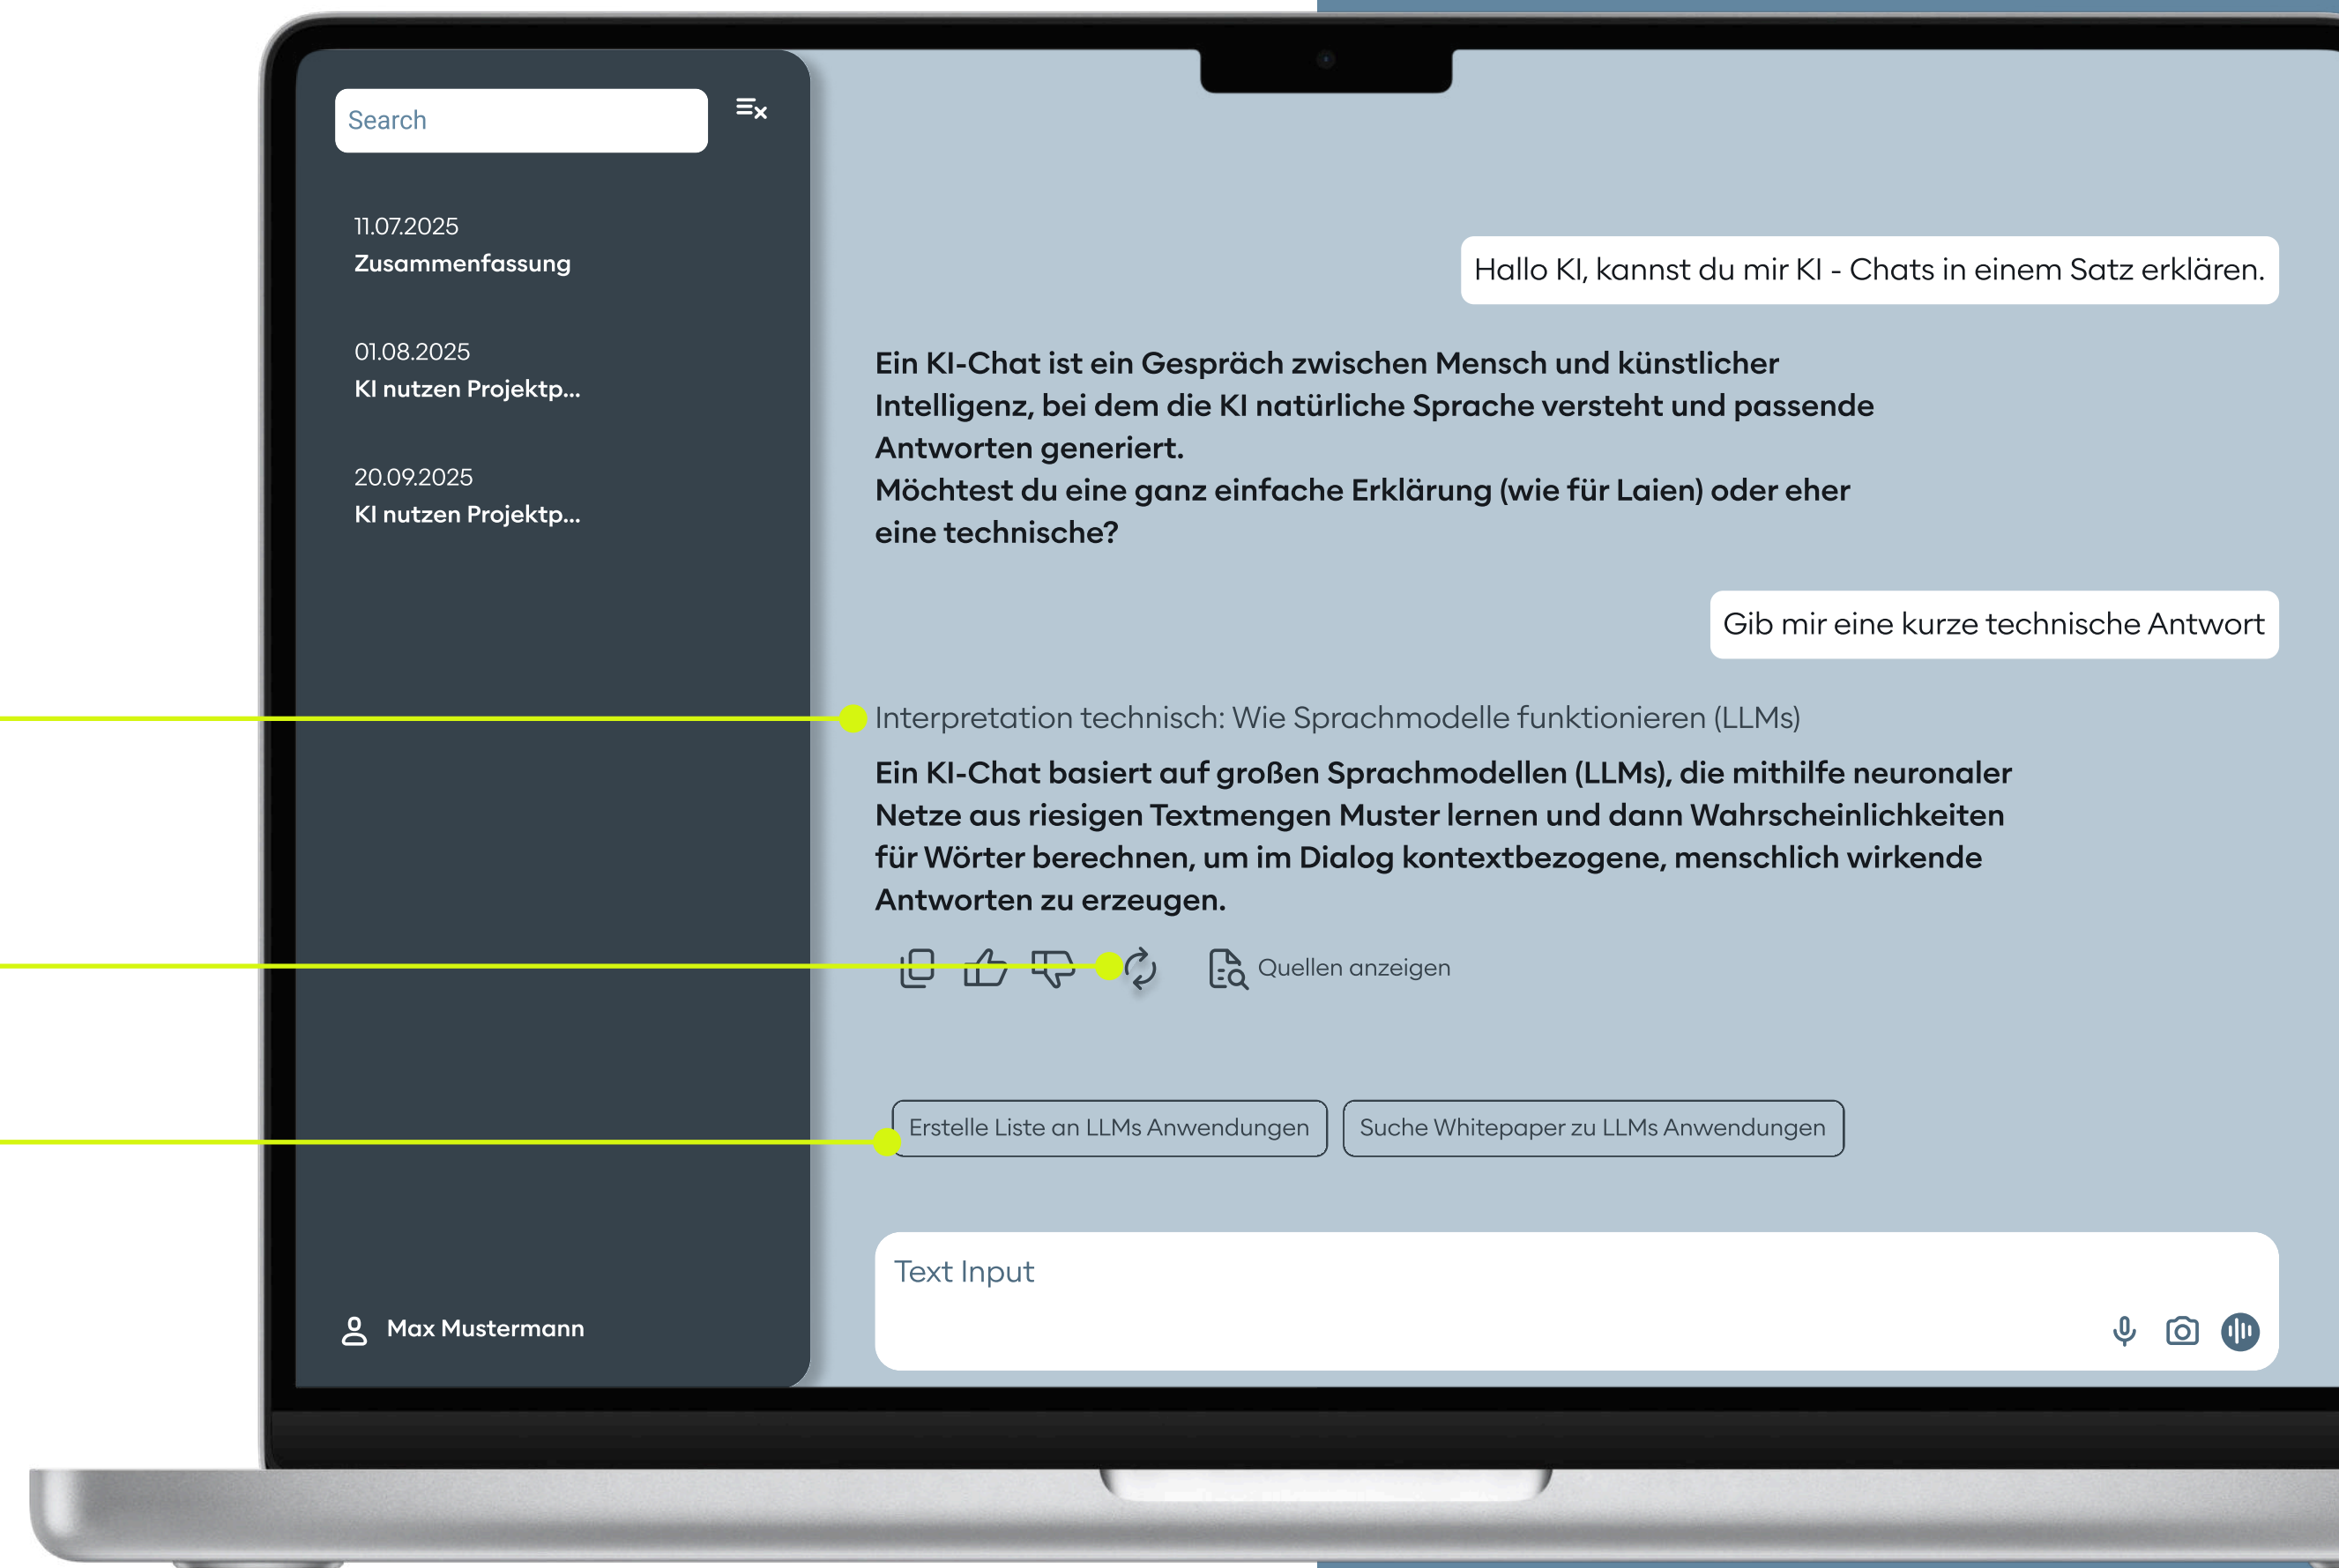 Search
11.07.2025
Zusammenfassung
01.08.2025
KI nutzen Projektp...
20.09.2025
KI nutzen Projektp...
Max Mustermann
Hallo KI, kannst du mir KI - Chats in einem Satz erklären.
Ein KI-Chat ist ein Gespräch zwischen Mensch und künstlicher
Intelligenz, bei dem die KI natürliche Sprache versteht und passende
Antworten generiert.
Möchtest du eine ganz einfache Erklärung (wie für Laien) oder eher
eine technische?
Gib mir eine kurze technische Antwort
Interpretation technisch: Wie Sprachmodelle funktionieren (LLMs)
Ein KI-Chat basiert auf großen Sprachmodellen (LLMs), die mithilfe neuronaler
Netze aus riesigen Textmengen Muster lernen und dann Wahrscheinlichkeiten
für Wörter berechnen, um im Dialog kontextbezogene, menschlich wirkende
Antworten zu erzeugen.
Quellen anzeigen
Erstelle Liste an LLMs Anwendungen
Suche Whitepaper zu LLMs Anwendungen
Text Input